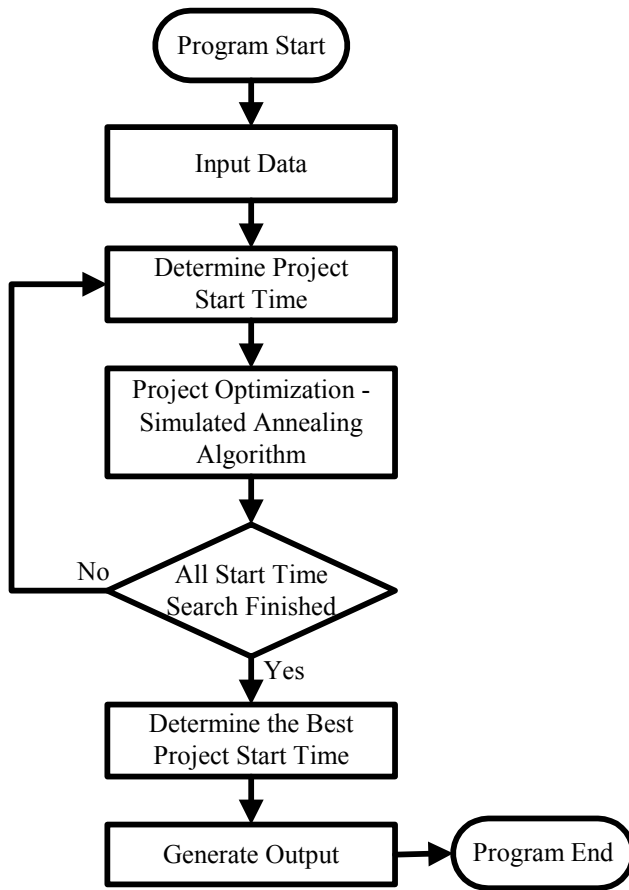 Program Start
Input Data
Determine Project
Start Time
Project Optimization -
Simulated Annealing
Algorithm
No
All Start Time
Search Finished
Yes
Determine the Best
Project Start Time
Generate Output
Program End